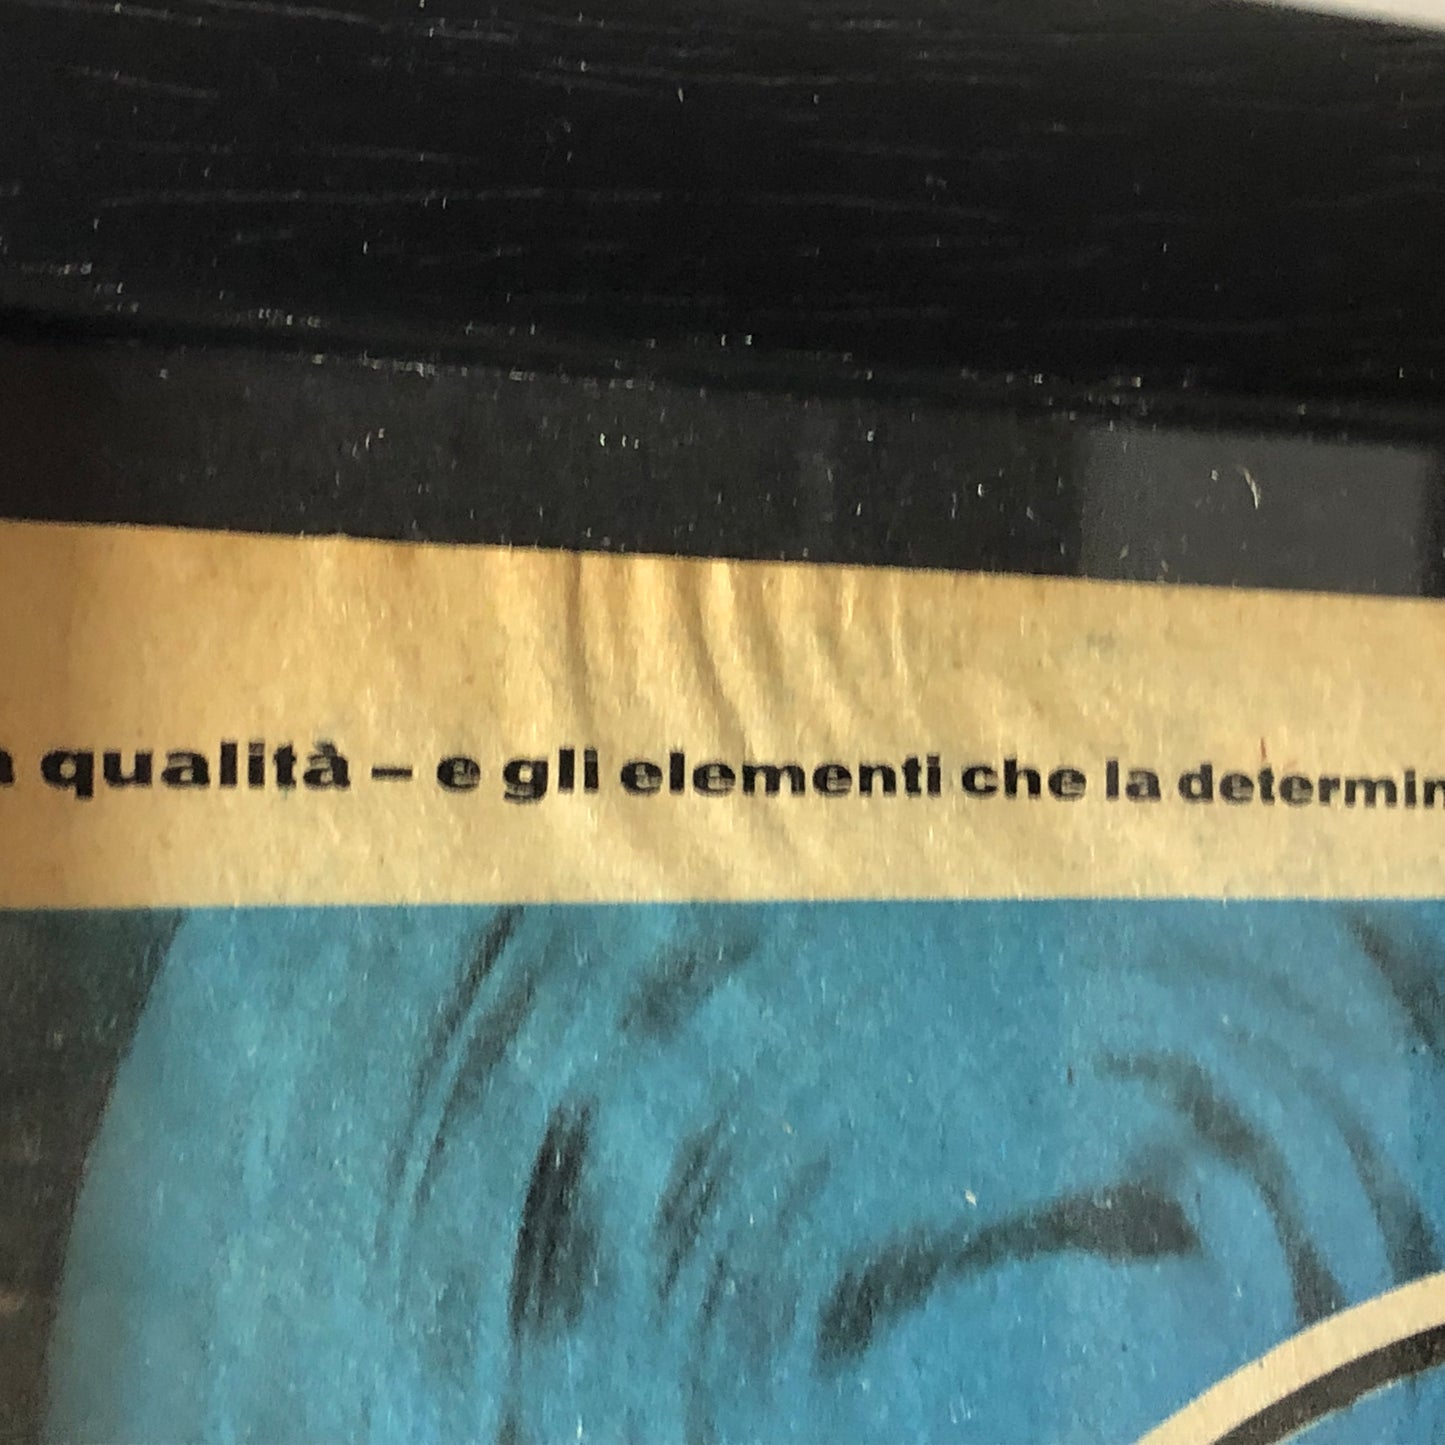 qualità – e gli elementi che la determin